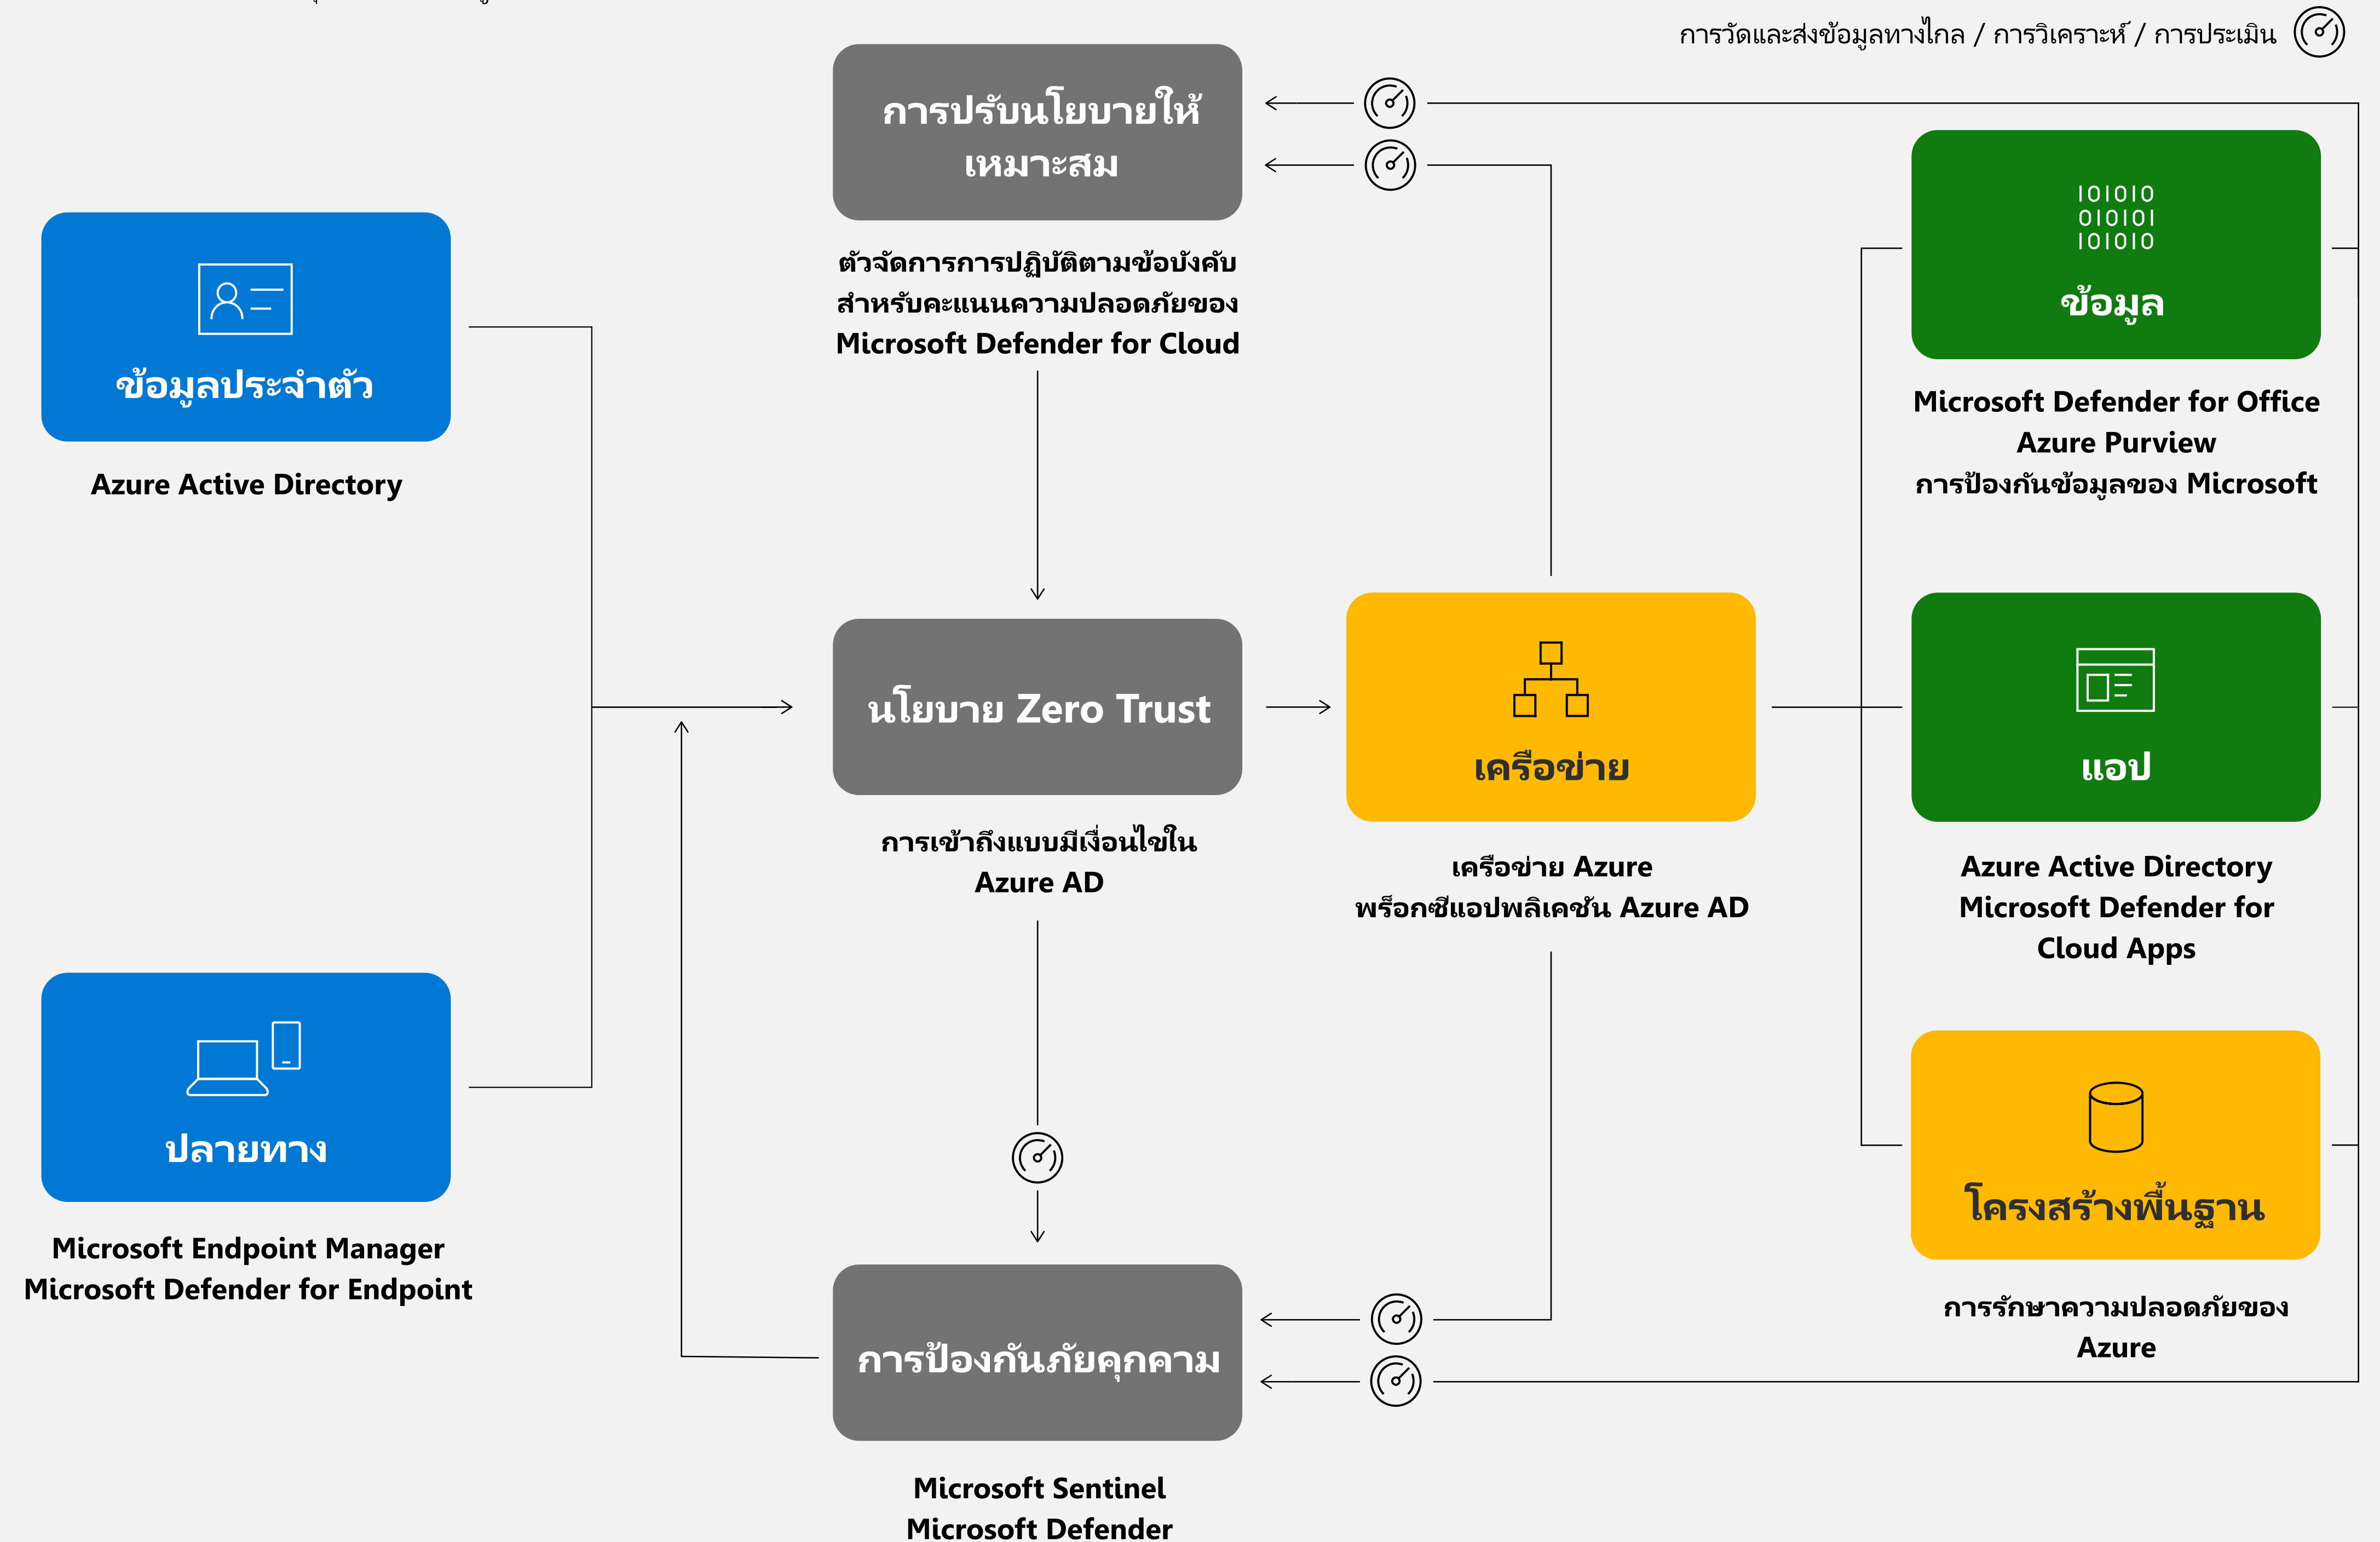 การวัดและส่งข้อมูลทางไกล / การวิเคราะห์ / การประเมิน
การปรับนโยบายให้
เหมาะสม
ตัวจัดการการปฏิบัติตามข้อบังคับ
สำหรับคะแนนความปลอดภัยของ
Microsoft Defender for Cloud
ข้อมูลประจำตัว
Azure Active Directory
ปลายทาง
Microsoft Endpoint Manager
Microsoft Defender for Endpoint
นโยบาย Zero Trust
การเข้าถึงแบบมีเงื่อนไขใน
Azure AD
การป้องกันภัยคุกคาม
Microsoft Sentinel
Microsoft Defender
เครือข่าย
เครือข่าย Azure
พร็อกซีแอปพลิเคชัน Azure AD
101010
010101
101010
ข้อมูล
Microsoft Defender for Office
Azure Purview
การป้องกันข้อมูลของ Microsoft
แอป
Azure Active Directory
Microsoft Defender for
Cloud Apps
โครงสร้างพื้นฐาน
การรักษาความปลอดภัยของ
Azure